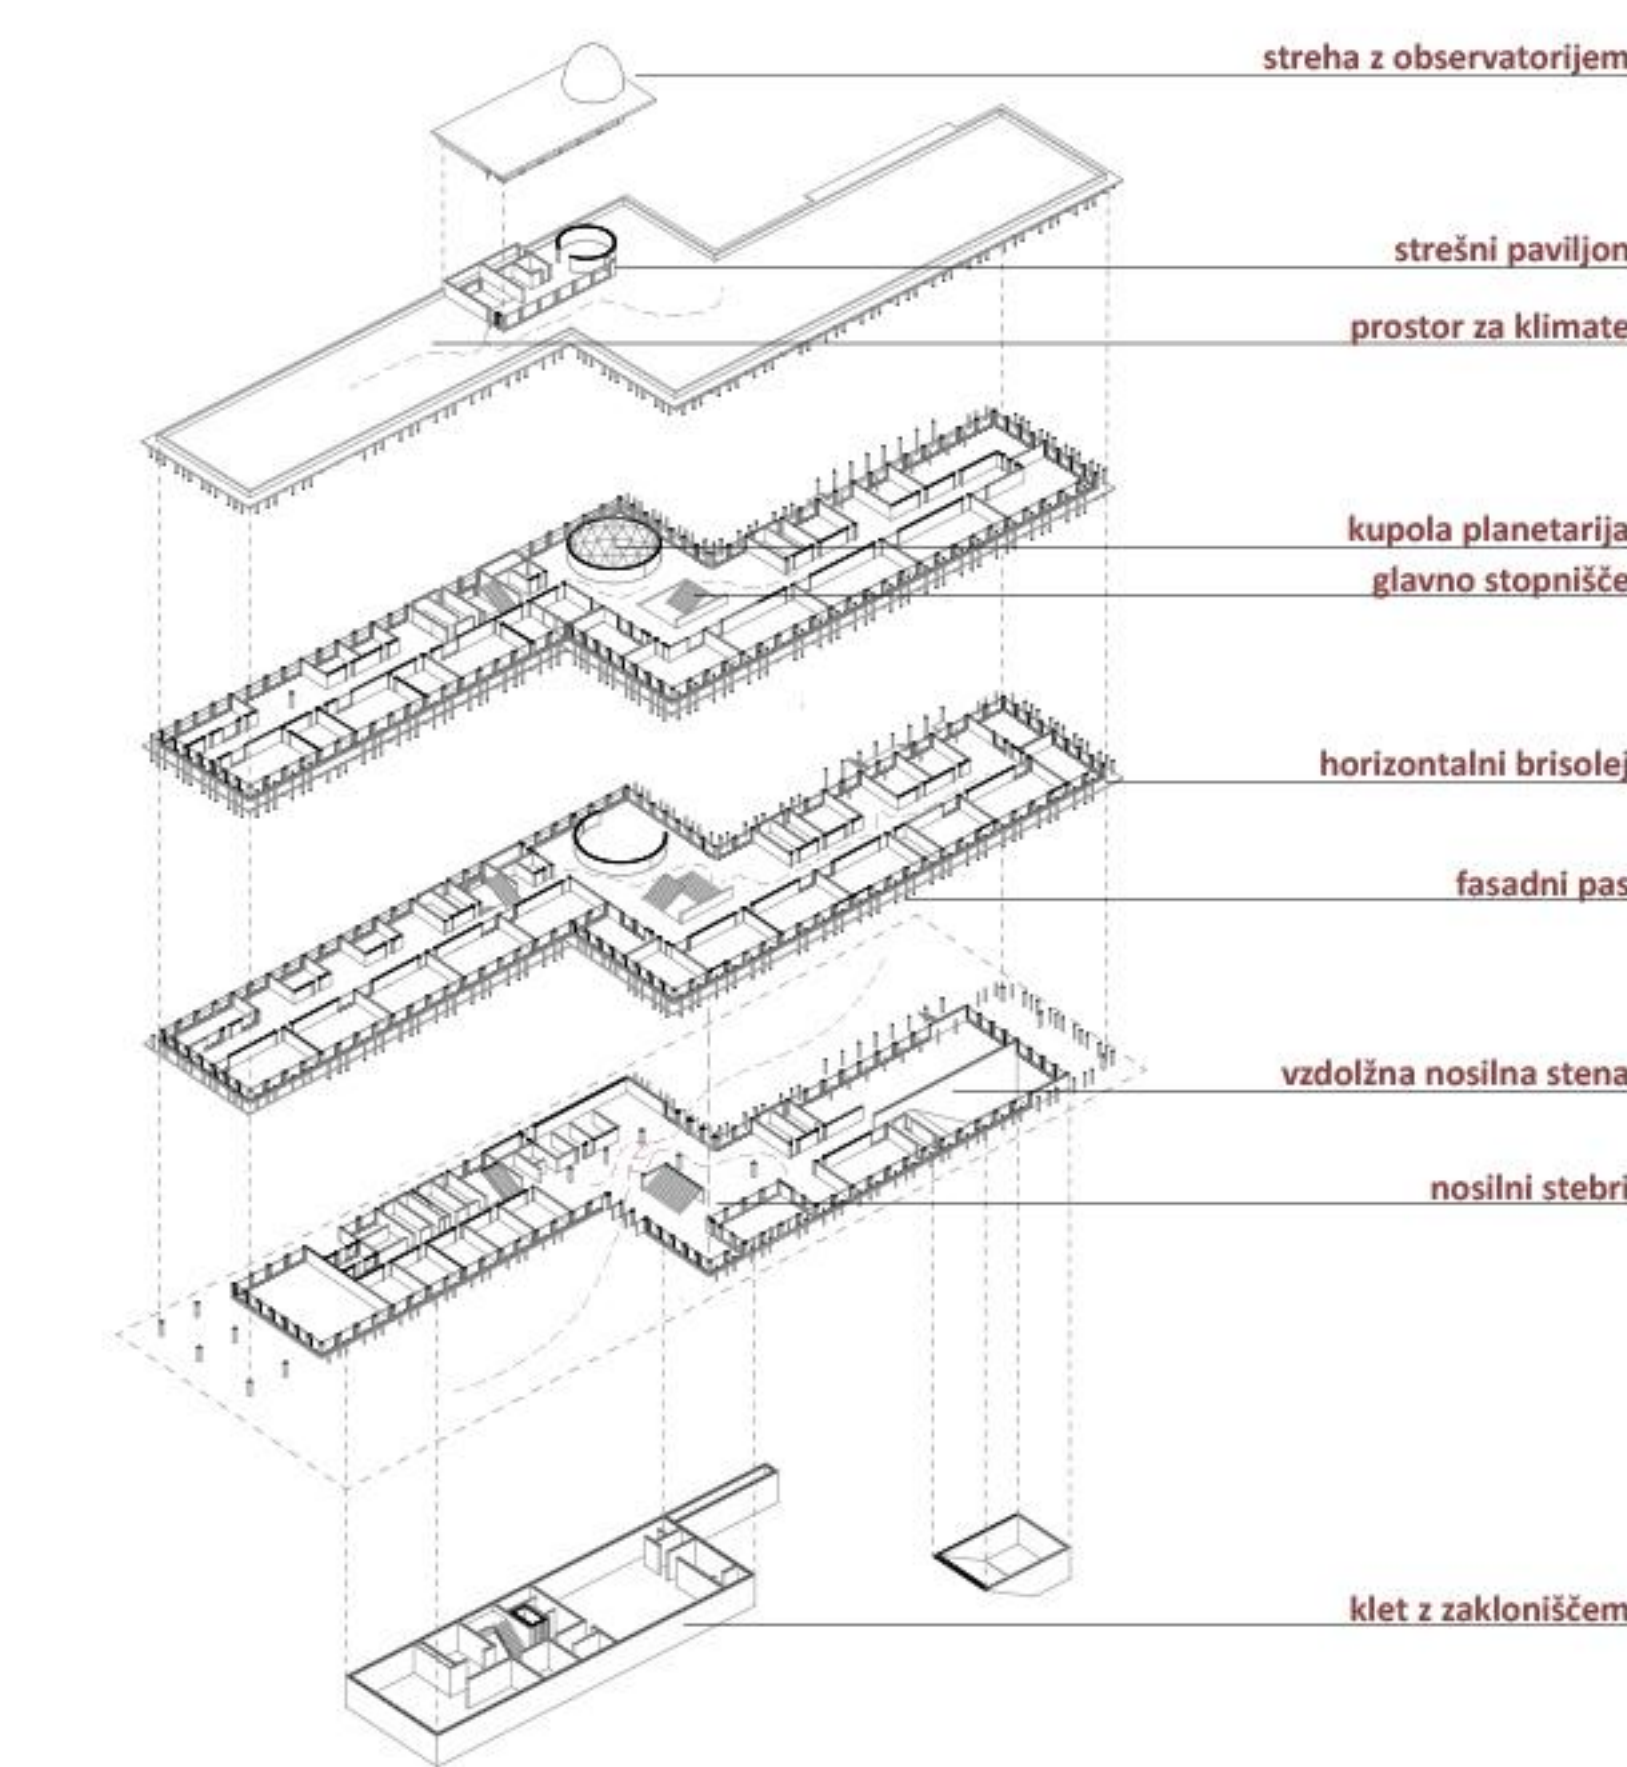 streha z observatorijem
strešni paviljon
prostor za klimate
kupola planetarija
glavno stopnišče
horizontalni brisolej
fasadni pas
vzdolžna nosilna stena
nosilni stebri
klet z zakloniščem